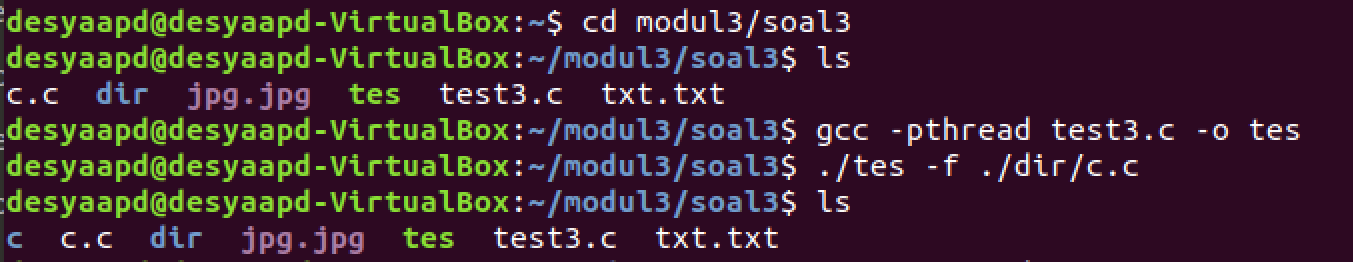 desyaapd@desyaapd-VirtualBox:~$ cd modul3/soal3
desyaapd@desyaapd-VirtualBox:~/modul3/soal3$ ls
c.c  dir  jpg.jpg  tes  test3.c  txt.txt
desyaapd@desyaapd-VirtualBox:~/modul3/soal3$ gcc -pthread test3.c -o tes
desyaapd@desyaapd-VirtualBox:~/modul3/soal3$ ./tes -f ./dir/c.c
desyaapd@desyaapd-VirtualBox:~/modul3/soal3$ ls
c  c.c  dir  jpg.jpg  tes  test3.c  txt.txt